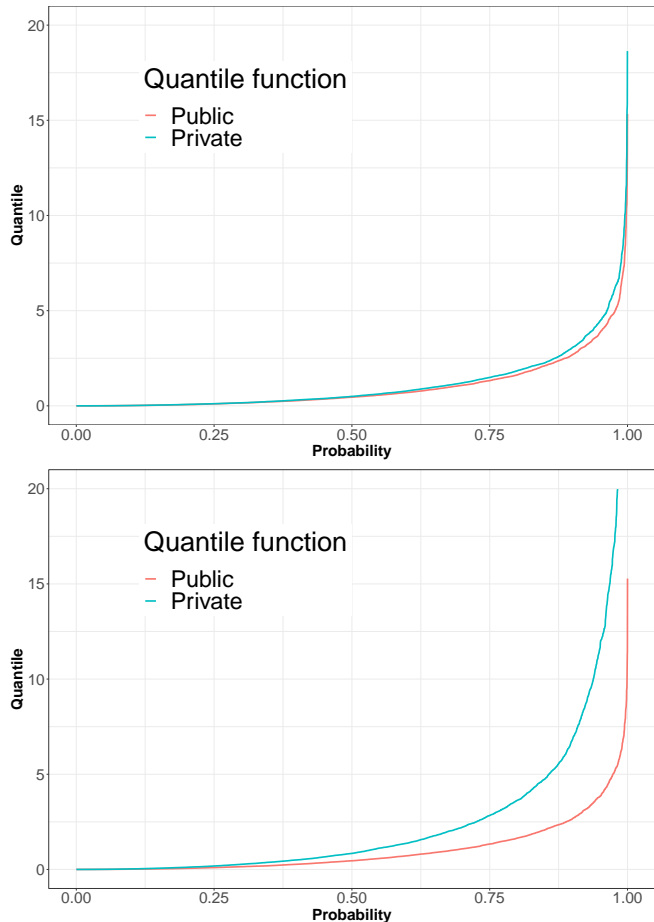 20
15
10
5
0
Quantile
Quantile function
Public
Private
0.00 0.25 0.50 0.75 1.00
Probability
20
15
10
5
0
Quantile
Quantile function
Public
Private
0.00 0.25 0.50 0.75 1.00
Probability